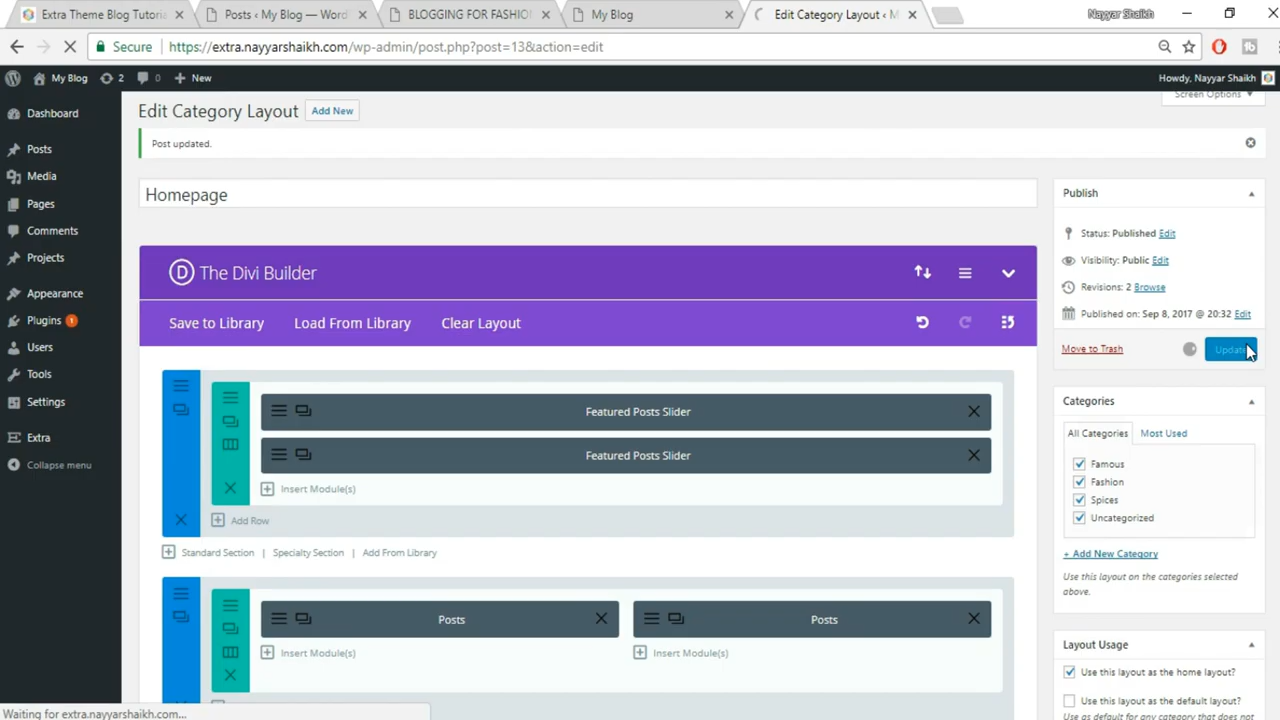 Extra Theme Blog Tutoria
Posts ‹ My Blog — Word
BLOGGING FOR FASHIO
My Blog
Edit Category Layout ‹ M
Nayyar Shaikh
Secure
https://extra.nayyarshaikh.com/wp-admin/post.php?post=13&action=edit
My Blog
2
0
New
Howdy, Nayyar Shaikh
Dashboard
Posts
Media
Pages
Comments
Projects
Appearance
Plugins 1
Users
Tools
Settings
Extra
Collapse menu
Edit Category Layout
Add New
Screen Options
Post updated.
Homepage
D The Divi Builder
Save to Library
Load From Library
Clear Layout
Featured Posts Slider
Featured Posts Slider
Insert Module(s)
Add Row
Standard Section | Specialty Section | Add From Library
Posts
Posts
Insert Module(s)
Insert Module(s)
Publish
Status: Published Edit
Visibility: Public Edit
Revisions: 2 Browse
Published on: Sep 8, 2017 @ 20:32 Edit
Move to Trash
Update
Categories
All Categories
Most Used
Famous
Fashion
Spices
Uncategorized
+ Add New Category
Use this layout on the categories selected
above.
Layout Usage
Use this layout as the home layout?
Use this layout as the default layout?
Use as default for any category that does not
Waiting for extra.nayyarshaikh.com...